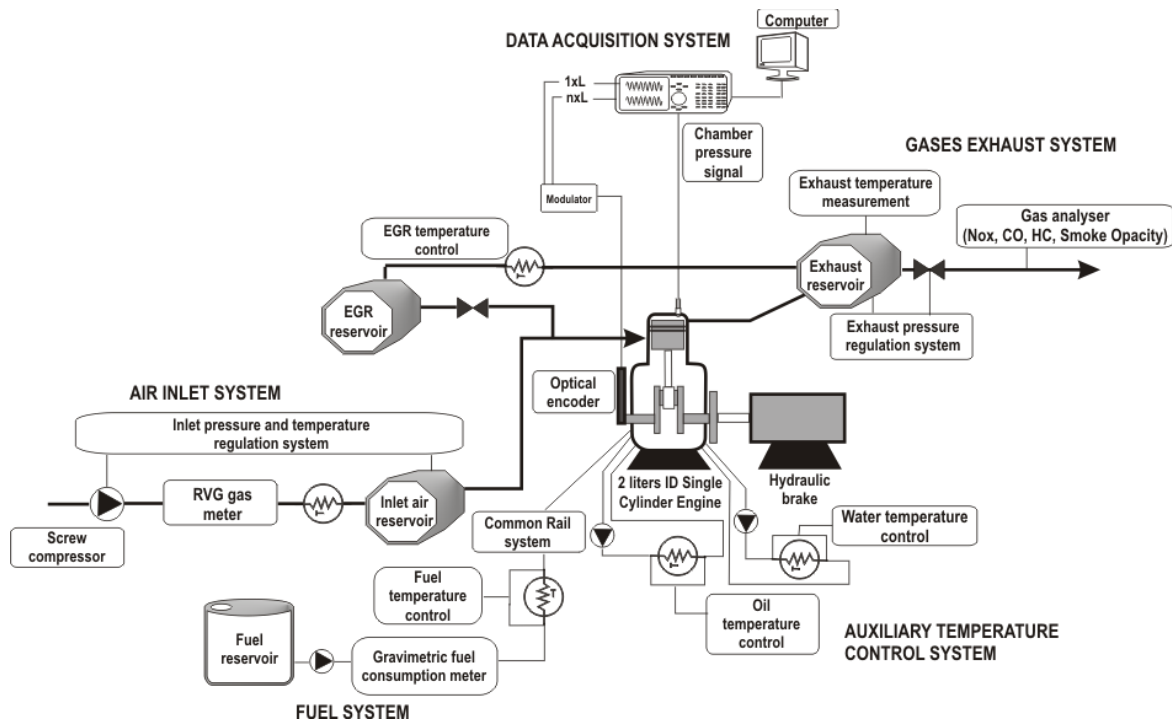 Computer
DATA ACQUISITION SYSTEM
1xL
nxL
Chamber
pressure
signal
GASES EXHAUST SYSTEM
Modulator
Exhaust temperature
measurement
Gas analyser
(Nox, CO, HC, Smoke Opacity)
EGR temperature
control
T
Exhaust
reservoir
EGR
reservoir
Exhaust pressure
regulation system
AIR INLET SYSTEM
Optical
encoder
Inlet pressure and temperature
regulation system
RVG gas
meter
T
Inlet air
reservoir
2 liters ID Single
Cylinder Engine
Hydraulic
brake
Screw
compressor
Common Rail
system
Water temperature
control
T
Fuel
temperature
control
T
T
Oil
temperature
control
Fuel
reservoir
Gravimetric fuel
consumption meter
AUXILIARY TEMPERATURE
CONTROL SYSTEM
FUEL SYSTEM